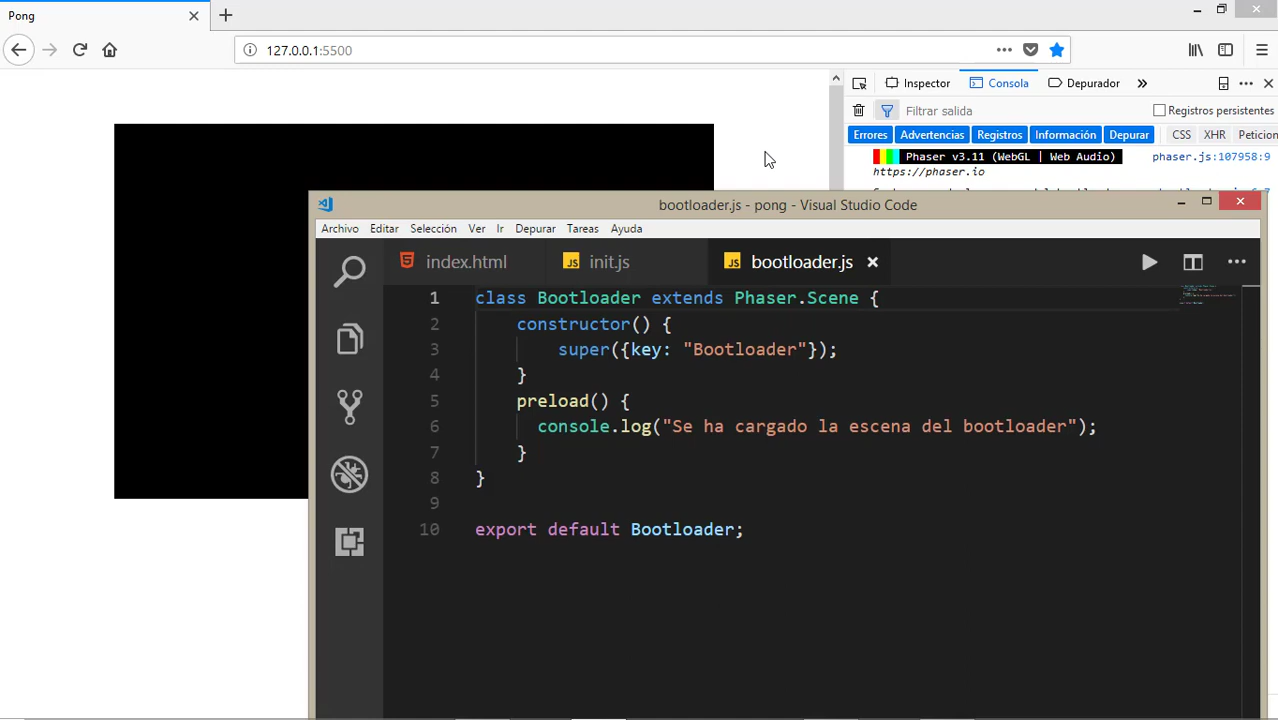 Pong
127.0.0.1:5500
Inspector
Consola
Depurador
Filtrar salida
Registros persistentes
Errores
Advertencias
Registros
Información
Depurar
CSS
XHR
Peticion
Phaser v3.11 (WebGL | Web Audio)
phaser.js:107958:9
https://phaser.io
bootloader.js - pong - Visual Studio Code
Archivo Editar Selección Ver Ir Depurar Tareas Ayuda
index.html
init.js
bootloader.js
1 class Bootloader extends Phaser.Scene {
2 constructor() {
3 super({key: "Bootloader"});
4 }
5 preload() {
6 console.log("Se ha cargado la escena del bootloader");
7 }
8 }
9
10 export default Bootloader;